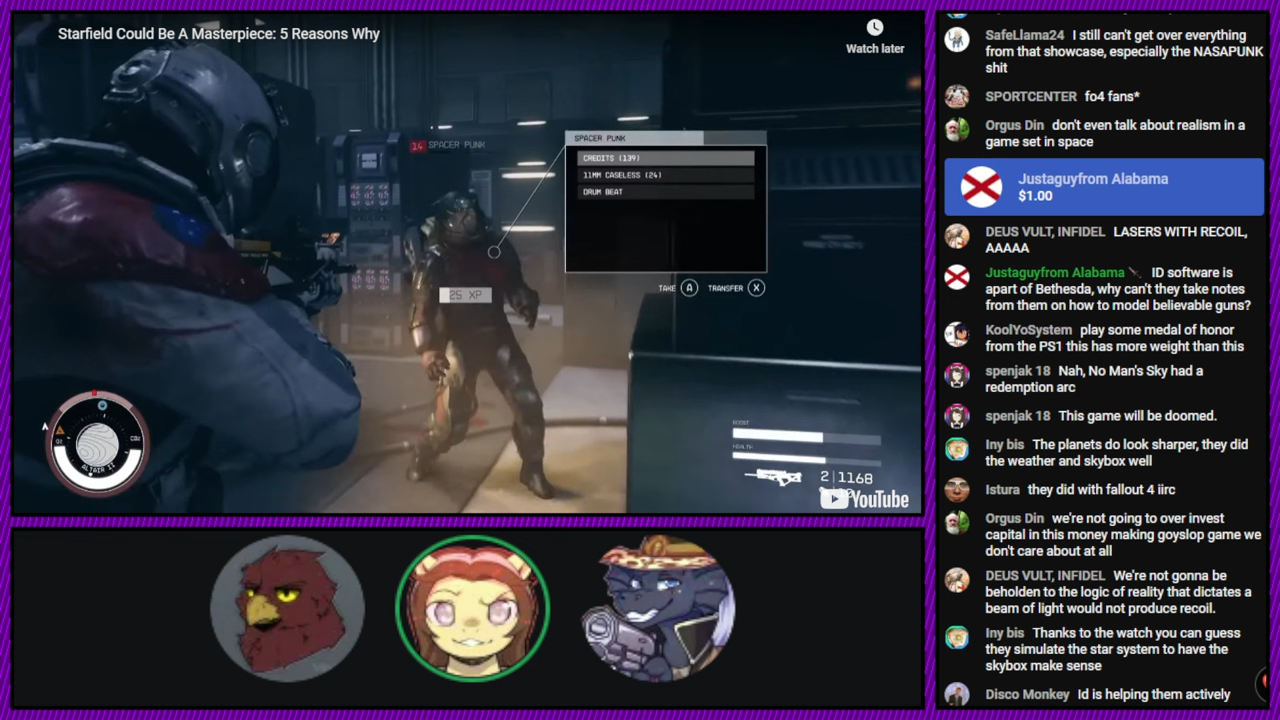 Starfield Could Be A Masterpiece: 5 Reasons Why
Watch later
14 SPACER PUNK
SPACER PUNK
CREDITS (139)
11MM CASELESS (24)
DRUM BEAT
TAKE A TRANSFER X
25 XP
O2
CO2
ALTAIR II
BOOST
HEALTH
2|1168
YouTube
SafeLlama24 I still can't get over everything
from that showcase, especially the NASAPUNK
shit
SPORTCENTER fo4 fans*
Orgus Din don't even talk about realism in a
game set in space
Justaguyfrom Alabama
$1.00
DEUS VULT, INFIDEL LASERS WITH RECOIL,
AAAAA
Justaguyfrom Alabama ID software is
apart of Bethesda, why can't they take notes
from them on how to model believable guns?
KoolYoSystem play some medal of honor
from the PS1 this has more weight than this
spenjak 18 Nah, No Man's Sky had a
redemption arc
spenjak 18 This game will be doomed.
Iny bis The planets do look sharper, they did
the weather and skybox well
Istura they did with fallout 4 iirc
Orgus Din we're not going to over invest
capital in this money making goyslop game we
don't care about at all
DEUS VULT, INFIDEL We're not gonna be
beholden to the logic of reality that dictates a
beam of light would not produce recoil.
Iny bis Thanks to the watch you can guess
they simulate the star system to have the
skybox make sense
Disco Monkey Id is helping them actively